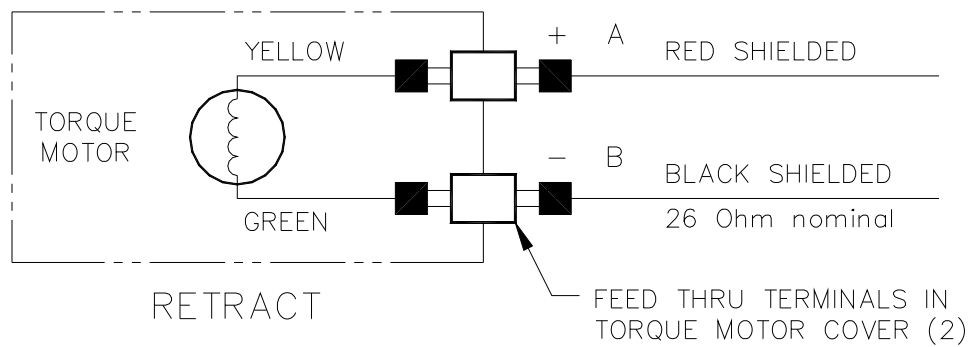 YELLOW
+ A
RED SHIELDED
TORQUE
MOTOR
- B
BLACK SHIELDED
GREEN
26 Ohm nominal
RETRACT
FEED THRU TERMINALS IN
TORQUE MOTOR COVER (2)